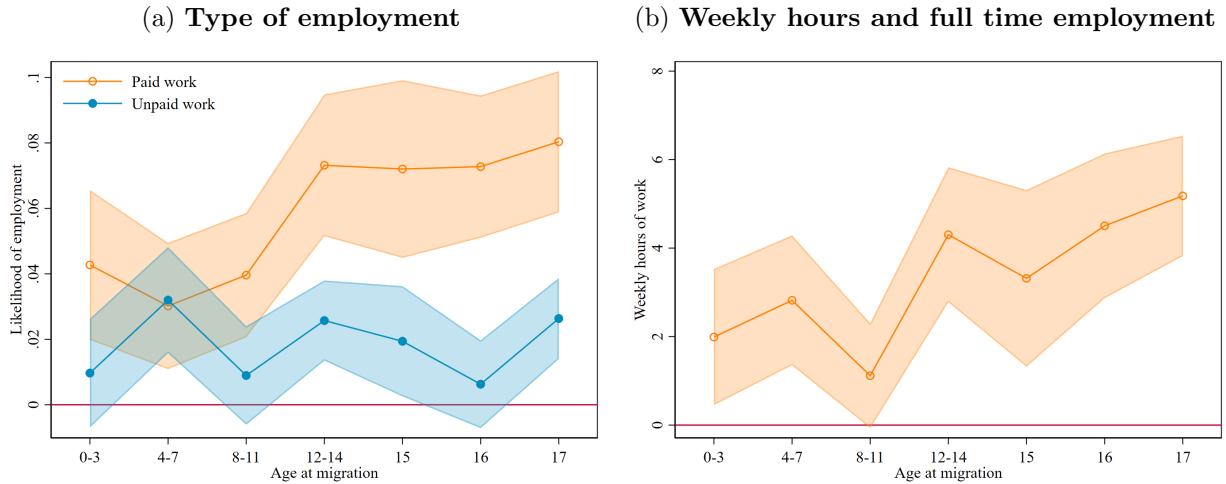 (a) Type of employment
Likelihood of employment
.1
.08
.06
.04
.02
0
Paid work
Unpaid work
0-3 4-7 8-11 12-14 15 16 17
Age at migration
(b) Weekly hours and full time employment
Weekly hours of work
8
6
4
2
0
0-3 4-7 8-11 12-14 15 16 17
Age at migration